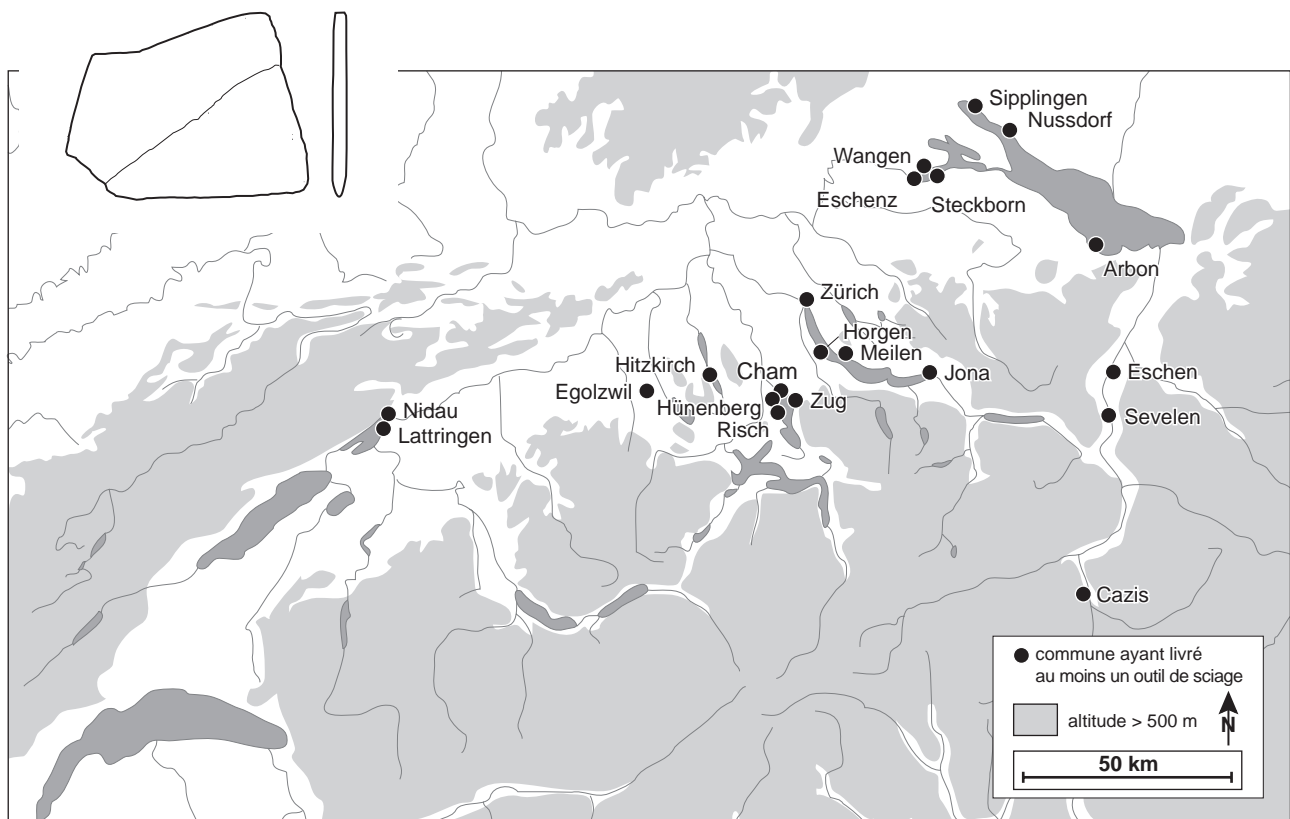 Sipplingen
Nussdorf
Wangen
Eschenz
Steckborn
Arbon
Zürich
Horgen
Meilen
Hitzkirch
Cham
Jona
Eschen
Egolzwil
Hünenberg
Zug
Nidau
Risch
Sevelen
Lattringen
Cazis
commune ayant livré
au moins un outil de sciage
altitude > 500 m
N
50 km